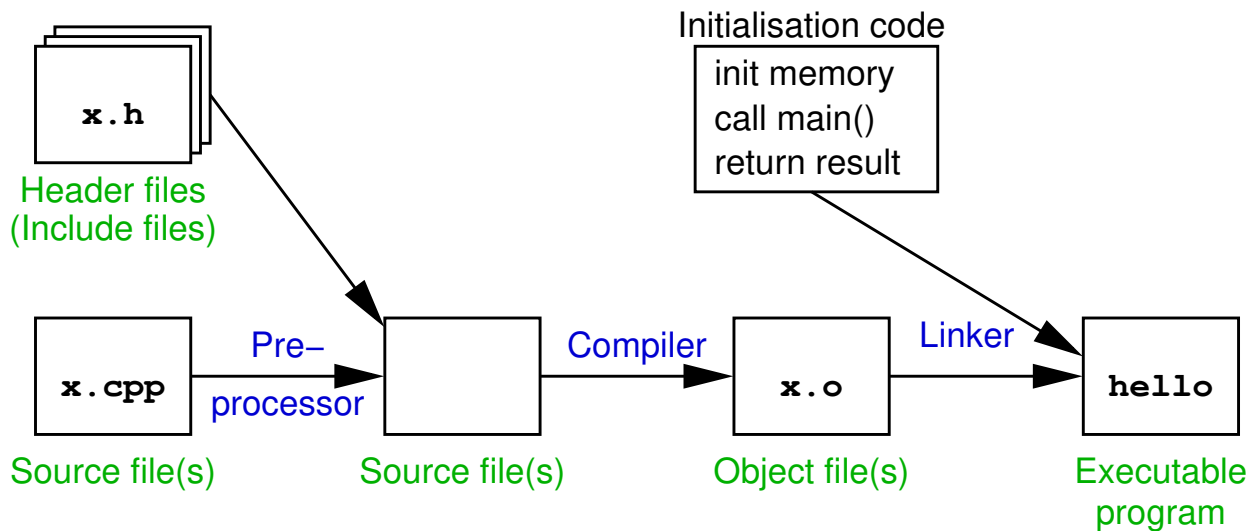 Initialisation code
init memory
call main()
return result
x.h
Header files
(Include files)
x.cpp
Pre−
processor
Compiler
x.o
Linker
hello
Source file(s)
Source file(s)
Object file(s)
Executable
program